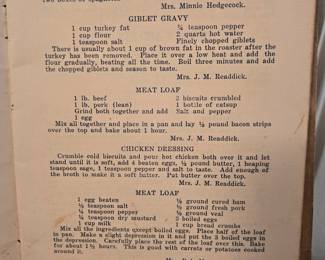 Mrs. Minnie Hedgecock.
GIBLET GRAVY
1 cup turkey fat
¼ teaspoon pepper
1 cup flour
2 quarts hot water
1 teaspoon salt
Finely chopped giblets
There is usually about 1 cup of brown fat in the roaster after the
turkey has been removed. Place it over a low heat and add the
flour gradually, beating all the time. Boil three minutes and add
the chopped giblets and season to taste.
Mrs. J. M. Readdick.
MEAT LOAF
1 lb. beef
2 biscuits crumbled
1 lb. pork (lean)
1 bottle of catsup
Grind both together and add
Salt and pepper
1 egg
Mix all together and place in a pan and lay ¼ pound bacon strips
over the top and bake about 1 hour.
Mrs. J. M. Readdick.
CHICKEN DRESSING
Crumble cold biscuits and pour hot chicken both over it and let
stand until it is soft, add 4 beaten eggs, ½ pound butter, 1 heaping
teaspoon sage, 1 teaspoon pepper and salt to taste. Add enough of
the broth to make it a soft batter. Put butter over the top.
Mrs. J. M. Readdick.
MEAT LOAF
1 egg beaten
½ teaspoon salt
¼ teaspoon pepper
½ teaspoon dry mustard
1 cup milk
ground cured ham
ground fresh pork
ground veal
3 boiled eggs
1 cup bread crumbs
Mix all the ingredients except boiled eggs. Place half of the loaf
in pan. Make a slight depression in it and put the 3 boiled eggs in
the depression. Carefully place the rest of the loaf over this. Bake
for about 1½ hours. This is good with carrots or potatoes cooked
around it.